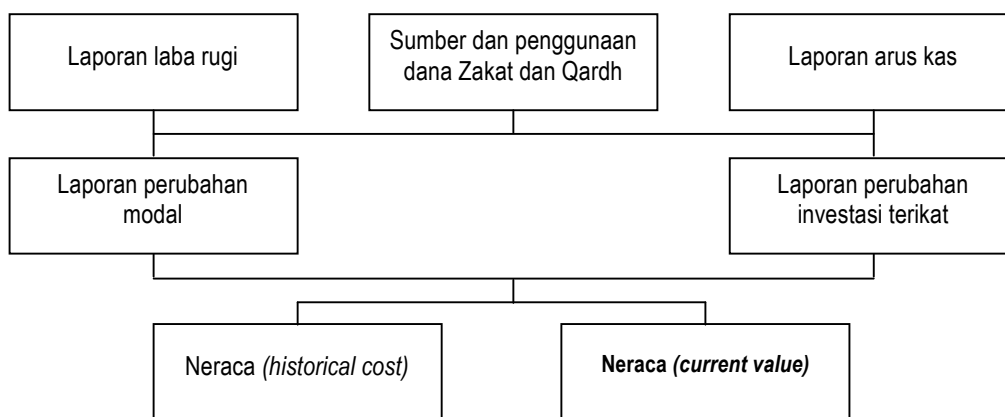 Laporan laba rugi
Sumber dan penggunaan
dana Zakat dan Qardh
Laporan arus kas
Laporan perubahan
modal
Laporan perubahan
investasi terikat
Neraca (historical cost)
Neraca (current value)